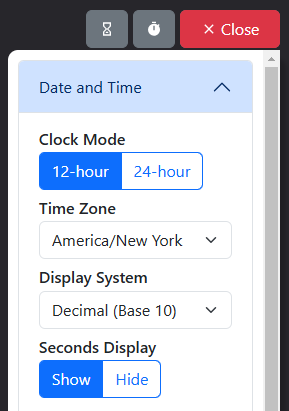 Close
Date and Time
Clock Mode
12-hour 24-hour
Time Zone
America/New York
Display System
Decimal (Base 10)
Seconds Display
Show Hide